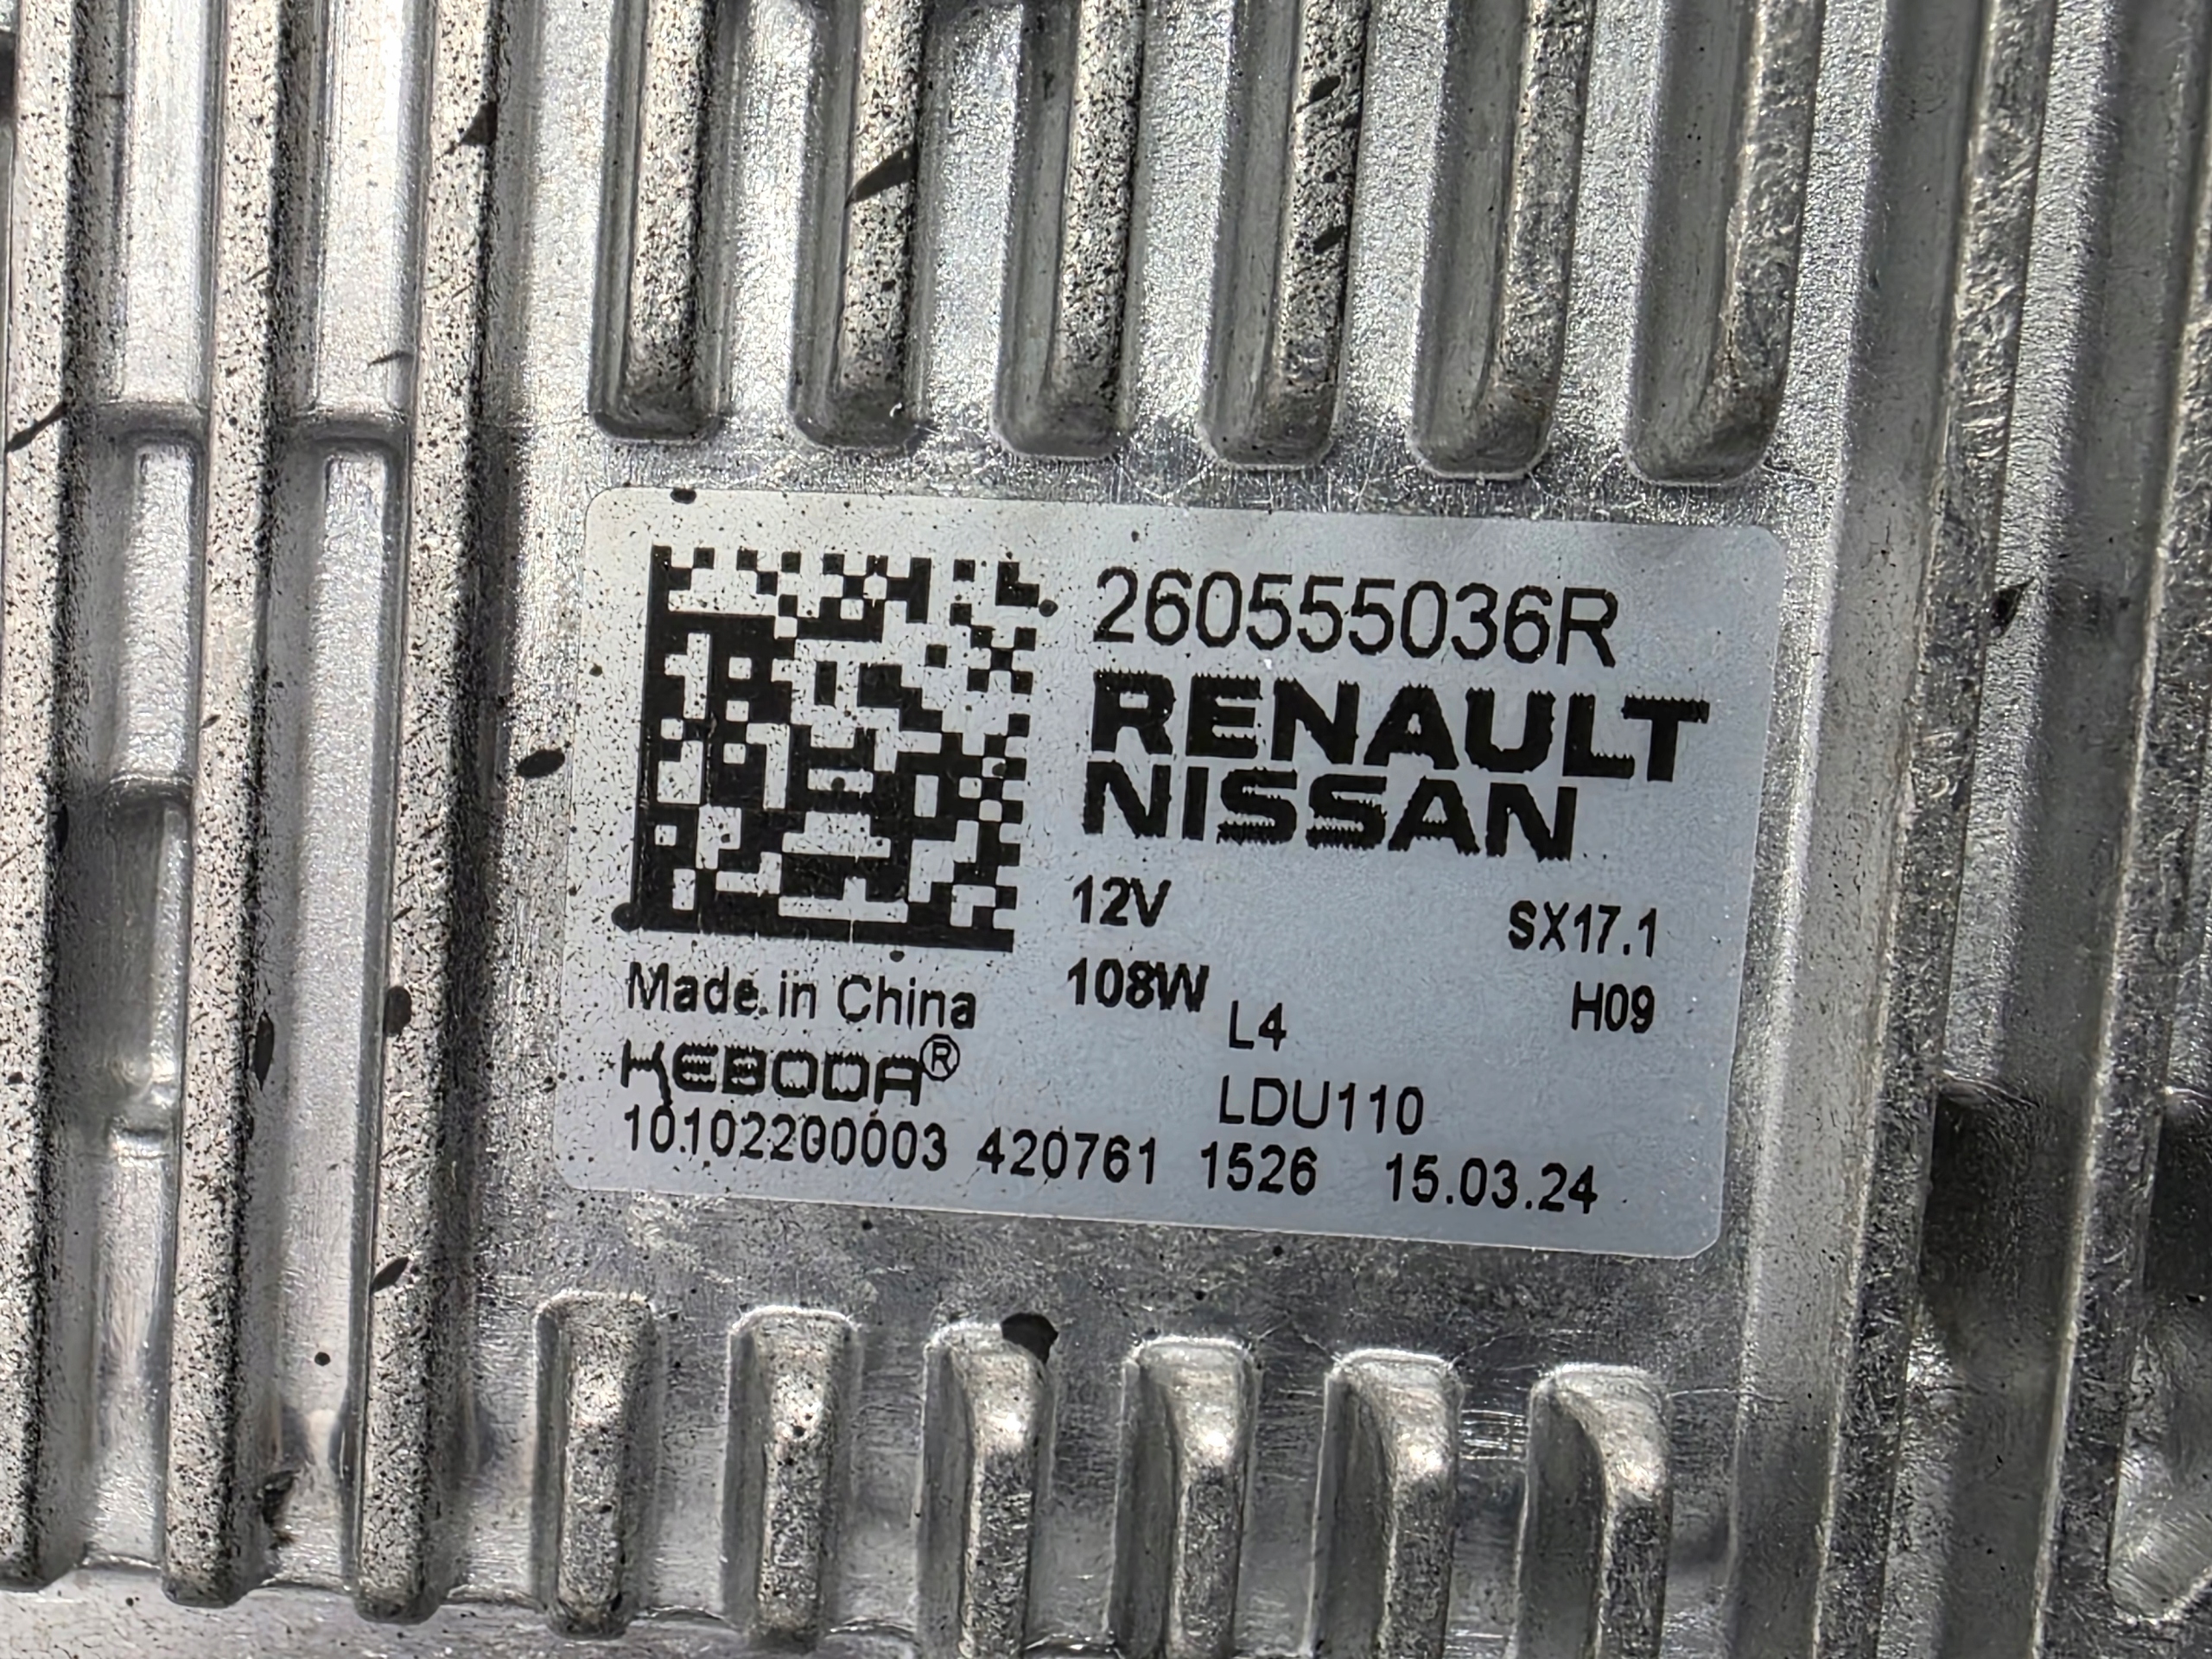 260555036R
RENAULT
NISSAN
12V SX17.1
108W L4 H09
Made in China
KEBODA®
LDU110
10102200003 420761 1526 15.03.24